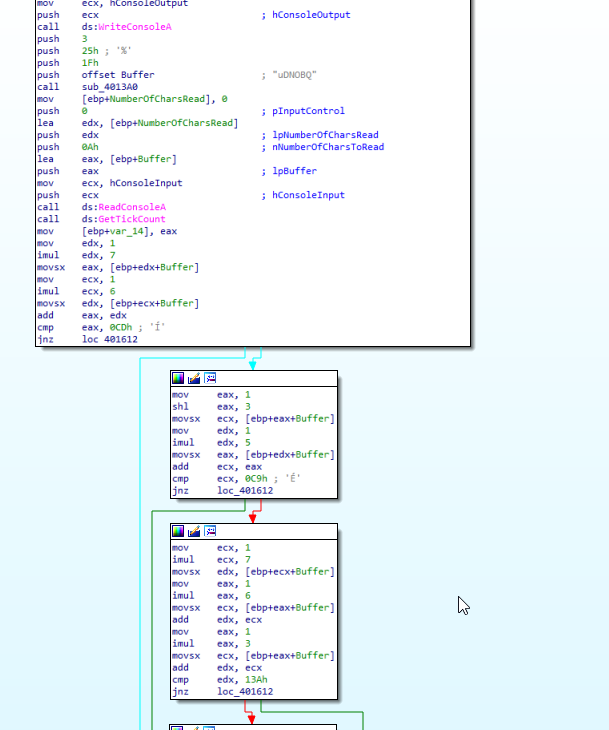 mov ecx, hConsoleOutput
push ecx ; hConsoleOutput
call ds:WriteConsoleA
push 3
push 25h ; '%'
push 1Fh
push offset Buffer ; "uDNOBQ"
call sub_4013A0
mov [ebp+NumberOfCharsRead], 0
push 0 ; pInputControl
lea edx, [ebp+NumberOfCharsRead]
push edx ; lpNumberOfCharsRead
push 0Ah ; nNumberOfCharsToRead
lea eax, [ebp+Buffer]
push eax ; lpBuffer
mov ecx, hConsoleInput
push ecx ; hConsoleInput
call ds:ReadConsoleA
call ds:GetTickCount
mov [ebp+var_14], eax
mov edx, 1
imul edx, 7
movsx eax, [ebp+edx+Buffer]
mov ecx, 1
imul ecx, 6
movsx edx, [ebp+ecx+Buffer]
add eax, edx
cmp eax, 0CDh ; 'Í'
jnz loc_401612
mov eax, 1
shl eax, 3
movsx ecx, [ebp+eax+Buffer]
mov edx, 1
imul edx, 5
movsx eax, [ebp+edx+Buffer]
add ecx, eax
cmp ecx, 0C9h ; 'É'
jnz loc_401612
mov ecx, 1
imul ecx, 7
movsx edx, [ebp+ecx+Buffer]
mov eax, 1
imul eax, 6
movsx ecx, [ebp+eax+Buffer]
add edx, ecx
mov eax, 1
imul eax, 3
movsx ecx, [ebp+eax+Buffer]
add edx, ecx
cmp edx, 13Ah
jnz loc_401612